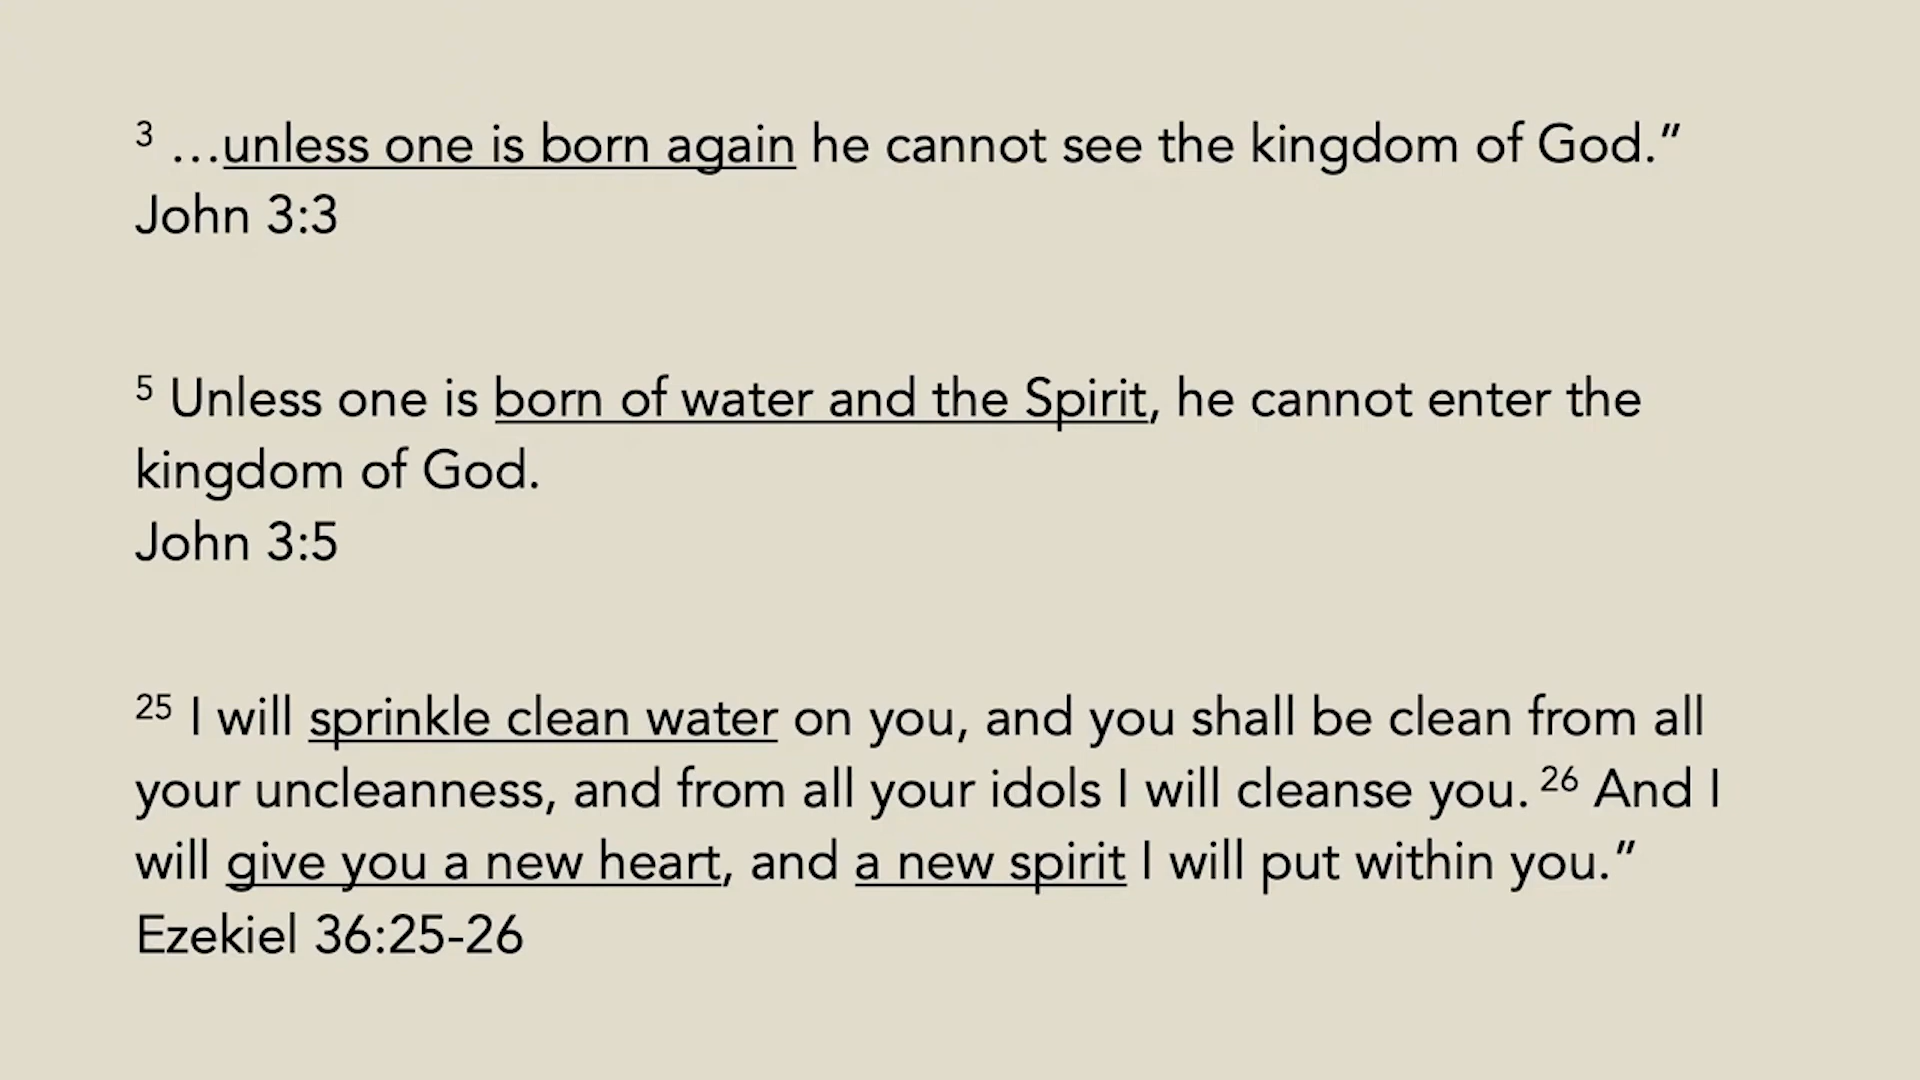 3 …unless one is born again he cannot see the kingdom of God.”
John 3:3
5 Unless one is born of water and the Spirit, he cannot enter the
kingdom of God.
John 3:5
25 I will sprinkle clean water on you, and you shall be clean from all
your uncleanness, and from all your idols I will cleanse you. 26 And I
will give you a new heart, and a new spirit I will put within you.”
Ezekiel 36:25-26